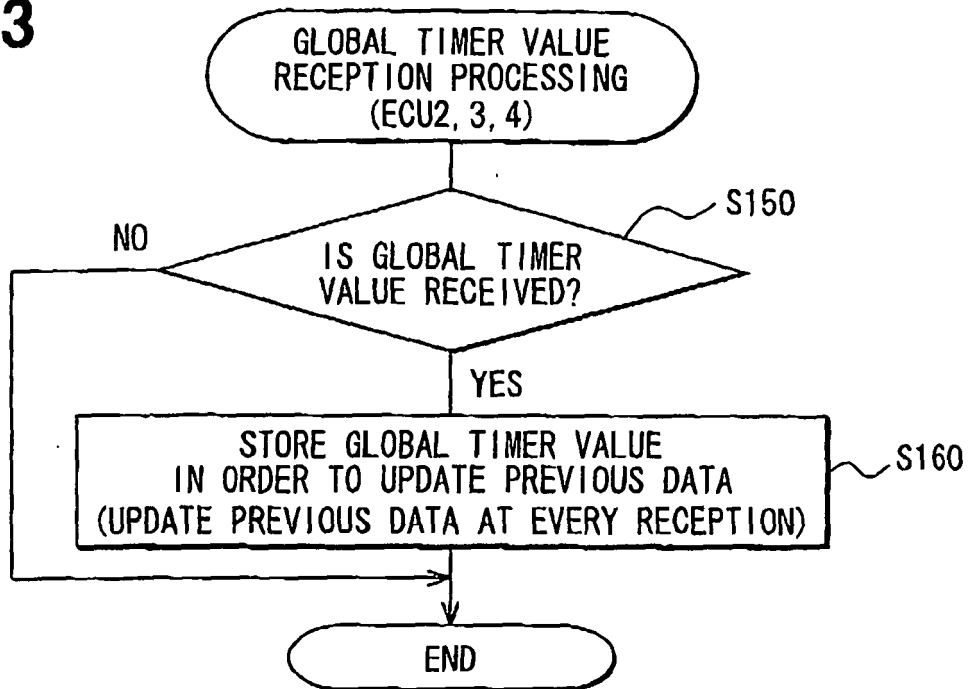 3
GLOBAL TIMER VALUE
RECEPTION PROCESSING
(ECU2, 3, 4)
S150
NO
IS GLOBAL TIMER
VALUE RECEIVED?
YES
STORE GLOBAL TIMER VALUE
IN ORDER TO UPDATE PREVIOUS DATA
(UPDATE PREVIOUS DATA AT EVERY RECEPTION)
S160
END